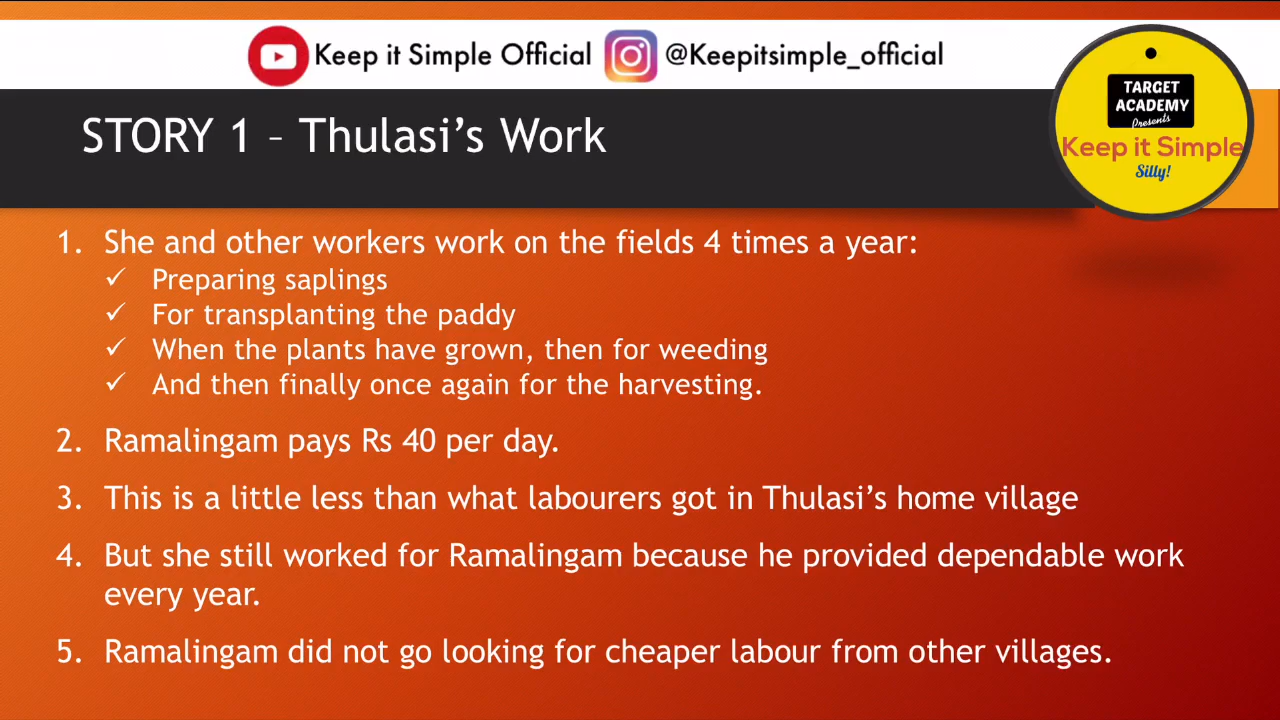 Keep it Simple Official @Keepitsimple_official
TARGET
ACADEMY
Presents
Keep it Simple
Silly!
STORY 1 – Thulasi’s Work
1. She and other workers work on the fields 4 times a year:
✓ Preparing saplings
✓ For transplanting the paddy
✓ When the plants have grown, then for weeding
✓ And then finally once again for the harvesting.
2. Ramalingam pays Rs 40 per day.
3. This is a little less than what labourers got in Thulasi’s home village
4. But she still worked for Ramalingam because he provided dependable work
every year.
5. Ramalingam did not go looking for cheaper labour from other villages.